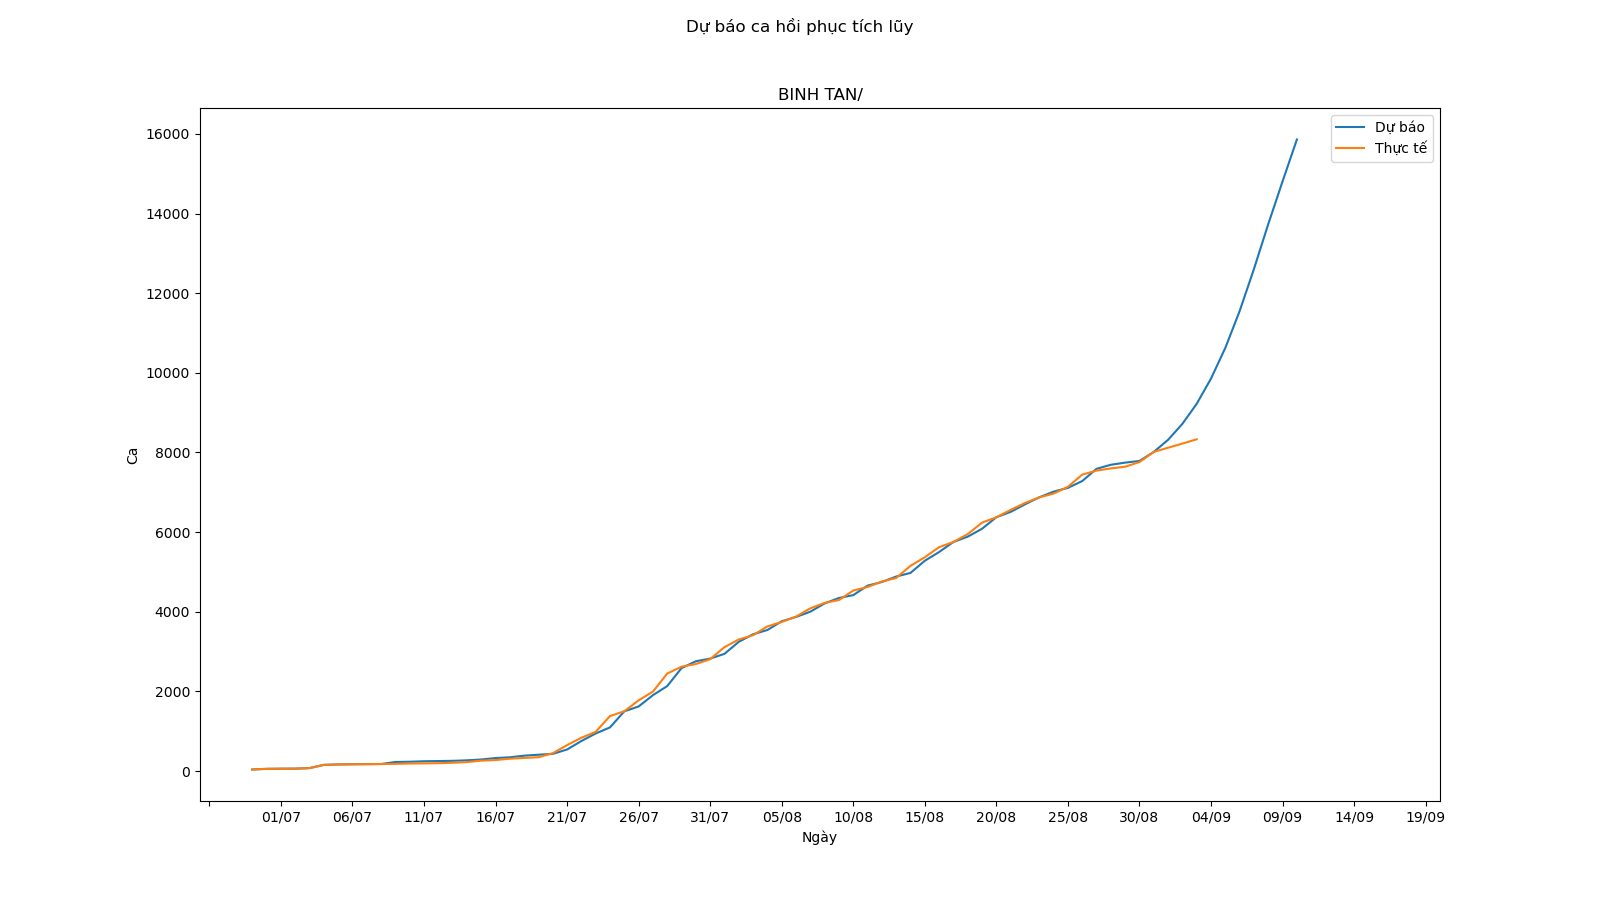 Dự báo ca hồi phục tích lũy
BINH TAN/
Dự báo
Thực tế
16000
14000
12000
10000
8000
6000
4000
2000
0
Ca
01/07 06/07 11/07 16/07 21/07 26/07 31/07 05/08 10/08 15/08 20/08 25/08 30/08 04/09 09/09 14/09 19/09
Ngày